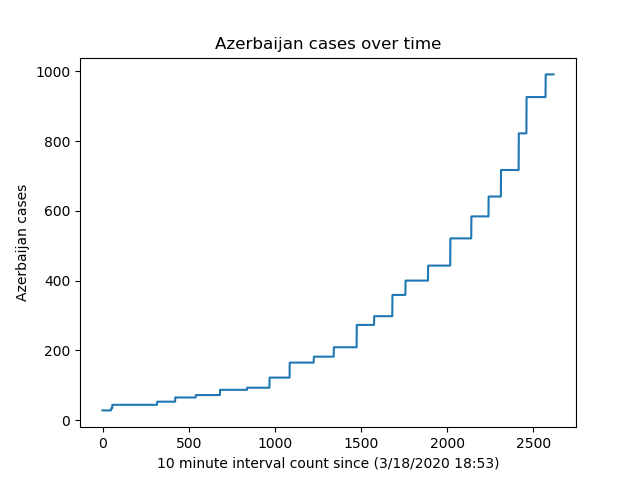 Azerbaijan cases over time
1000
800
600
400
200
0
Azerbaijan cases
0 500 1000 1500 2000 2500
10 minute interval count since (3/18/2020 18:53)